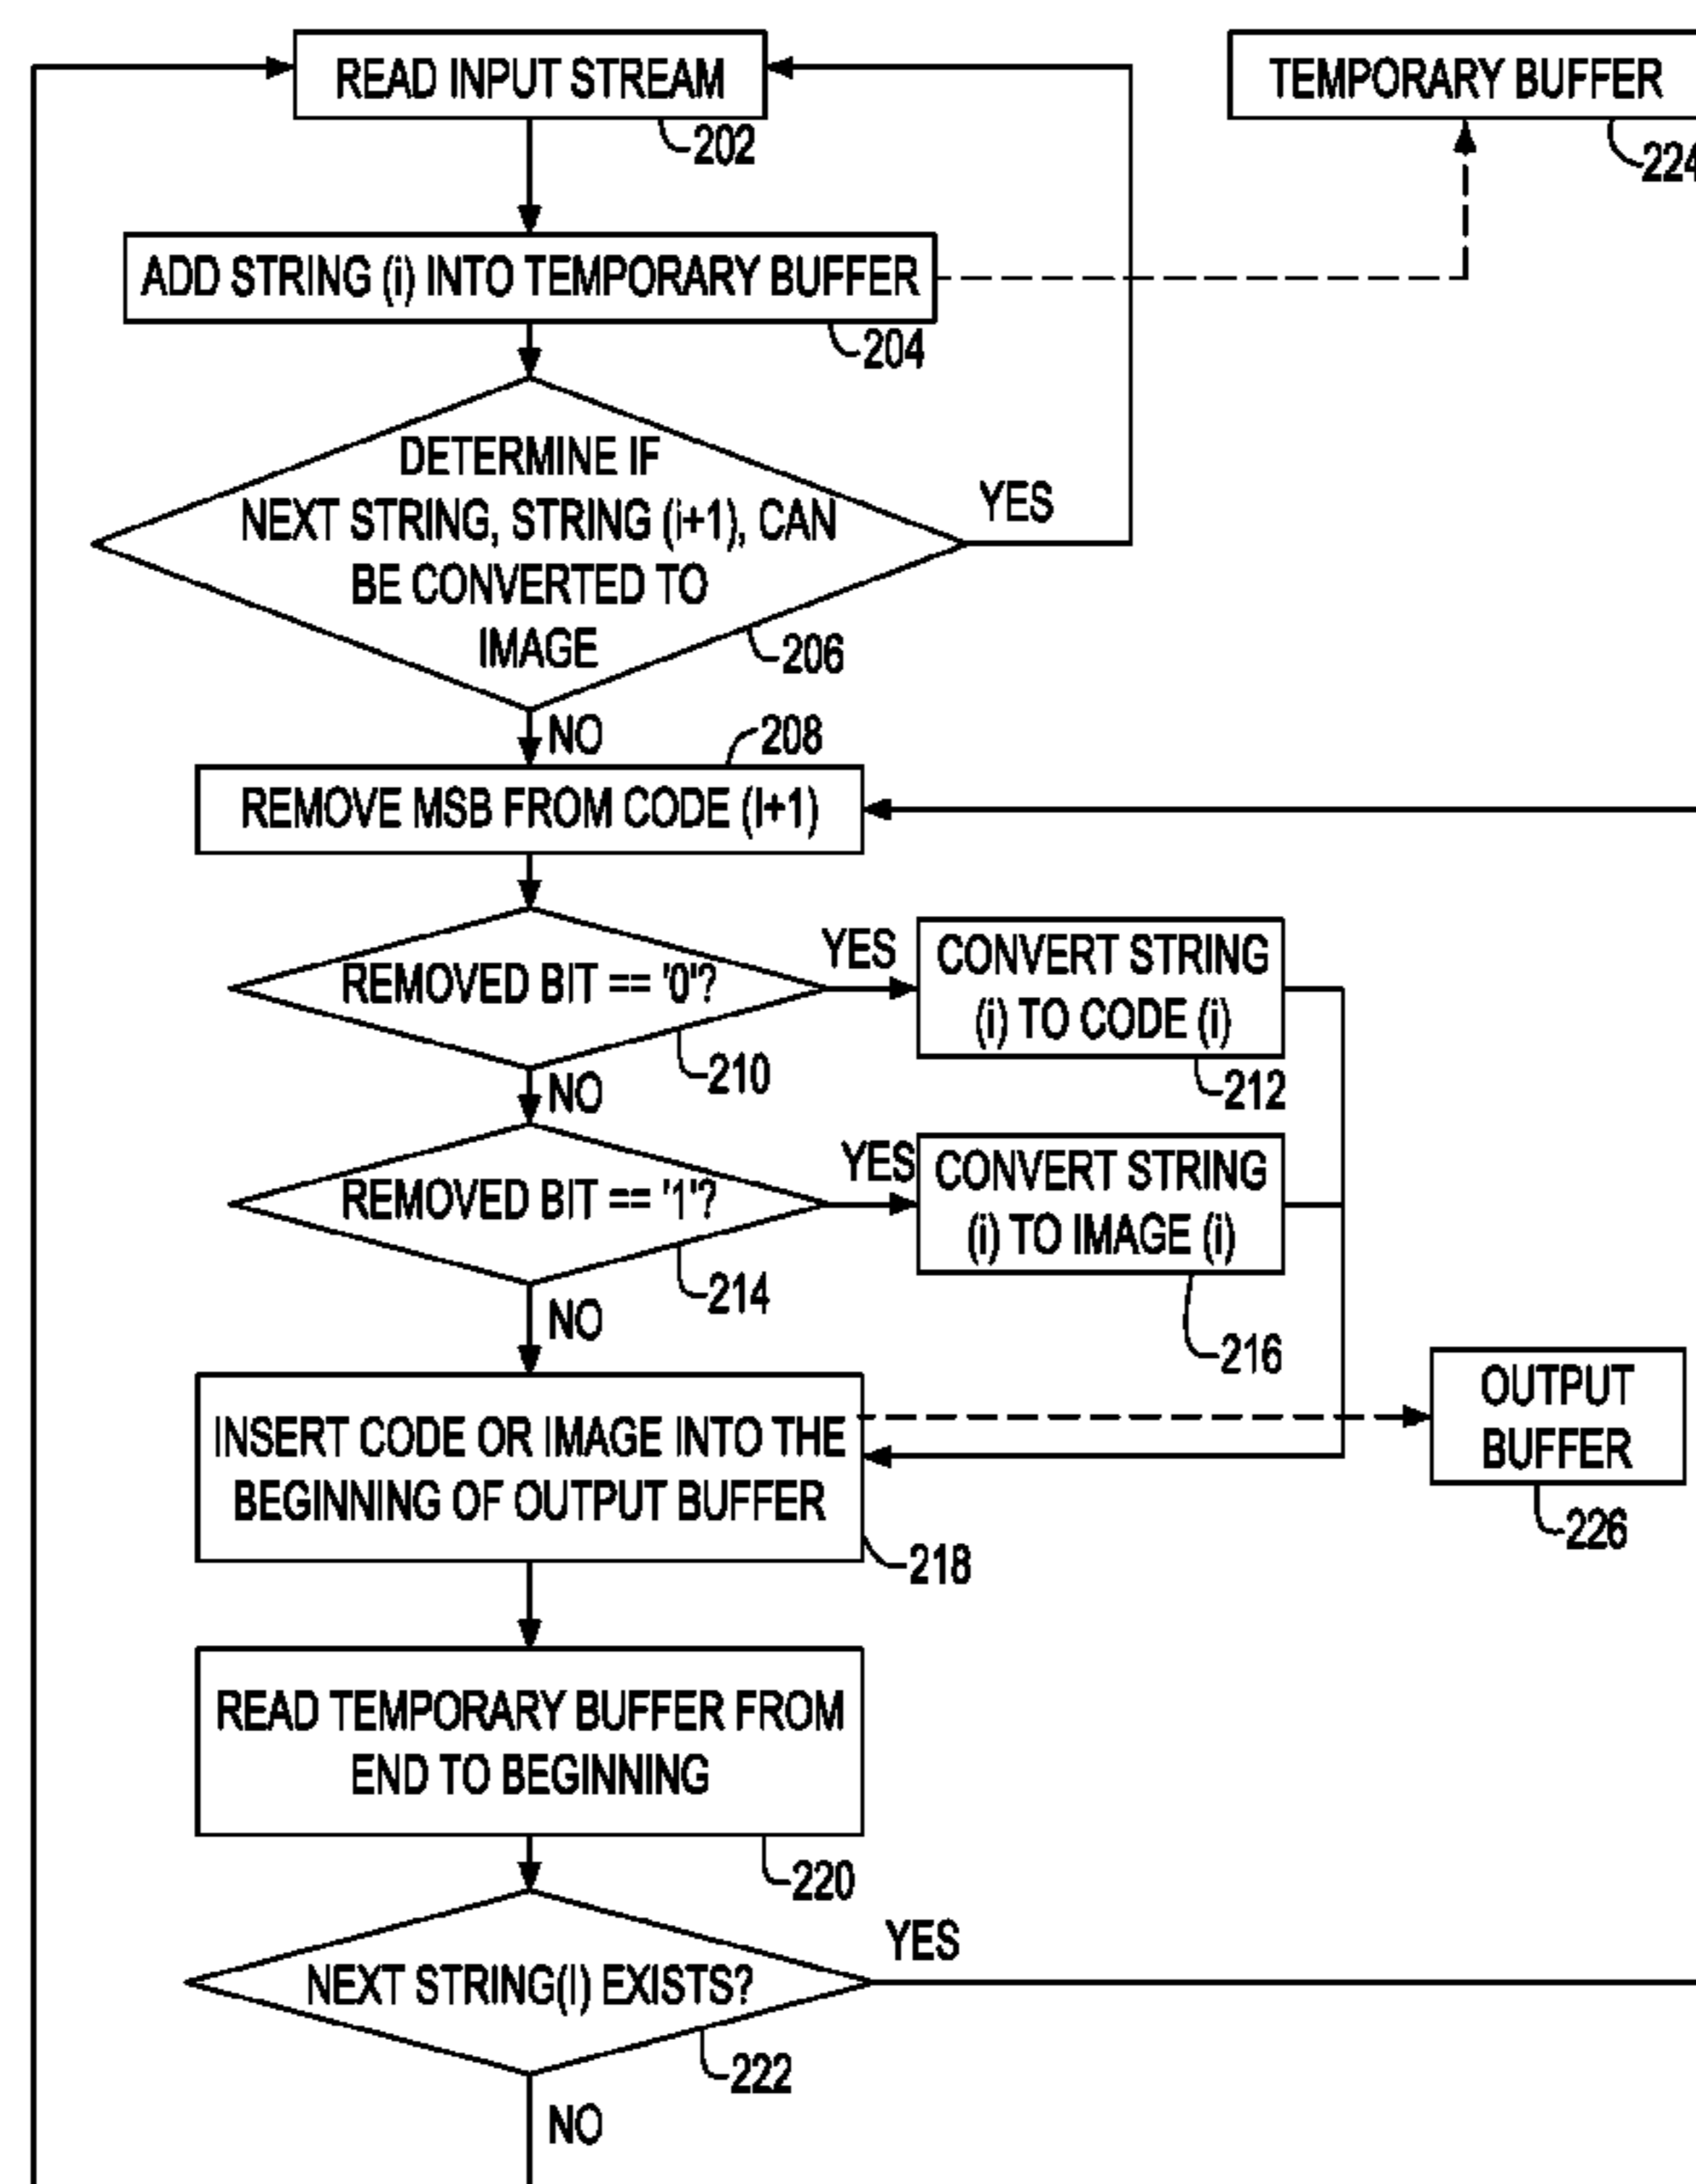 READ INPUT STREAM
202
TEMPORARY BUFFER
224
ADD STRING (i) INTO TEMPORARY BUFFER
204
DETERMINE IF
NEXT STRING, STRING (i+1), CAN
BE CONVERTED TO
IMAGE
206
YES
NO
208
REMOVE MSB FROM CODE (I+1)
REMOVED BIT == '0'?
210
YES
CONVERT STRING
(i) TO CODE (i)
212
NO
REMOVED BIT == '1'?
214
YES
CONVERT STRING
(i) TO IMAGE (i)
216
NO
INSERT CODE OR IMAGE INTO THE
BEGINNING OF OUTPUT BUFFER
218
OUTPUT
BUFFER
226
READ TEMPORARY BUFFER FROM
END TO BEGINNING
220
NEXT STRING(I) EXISTS?
222
YES
NO